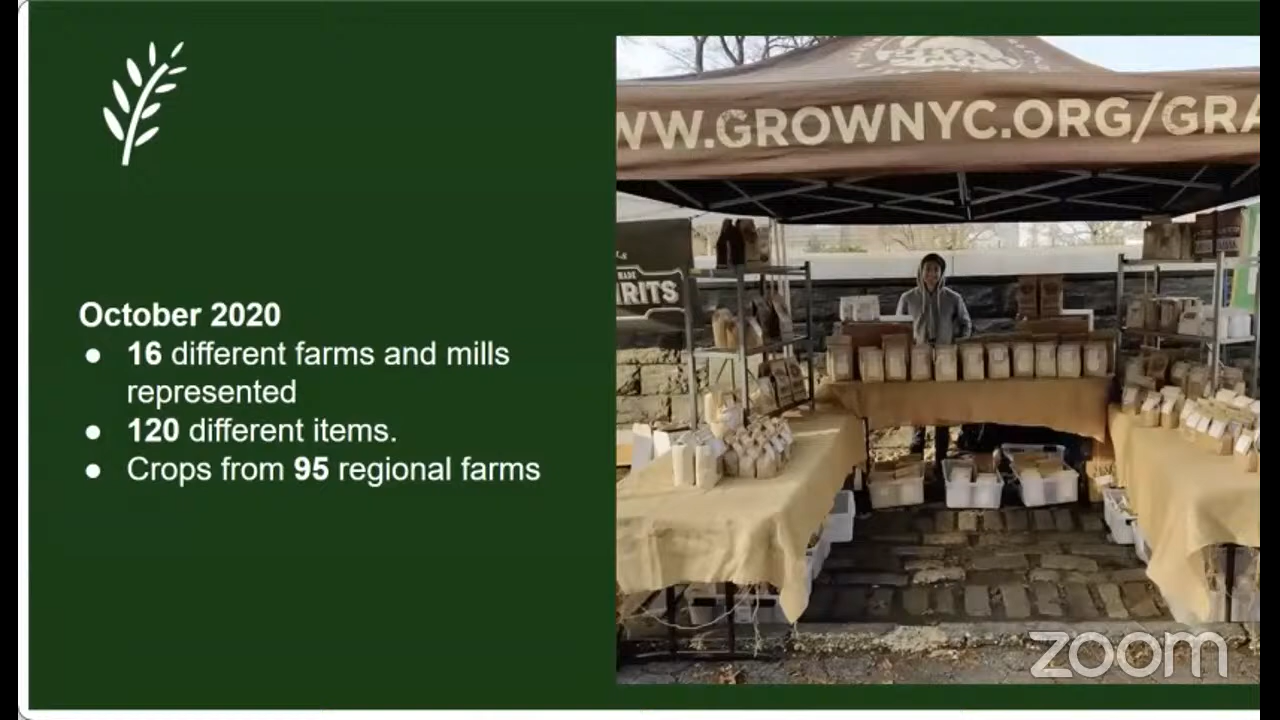 WW.GROWNYC.ORG/GRA
MADE
IRITS
October 2020
● 16 different farms and mills
represented
● 120 different items.
● Crops from 95 regional farms
zoom